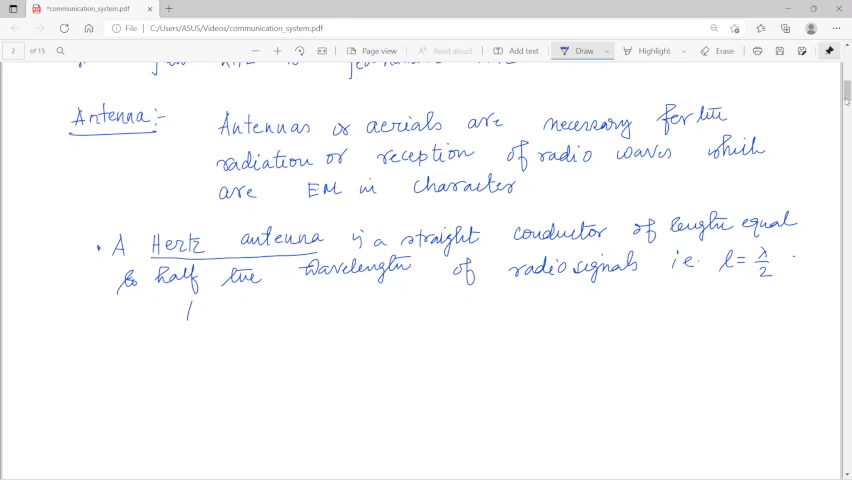 *communication_system.pdf
File
C:/Users/ASUS/Videos/communication_system.pdf
2 of 15
Page view
Read aloud
Add text
Draw
Highlight
Erase
Antenna:-
Antennas or aerials are necessary for the
radiation or reception of radio waves which
are EM in character
• A Hertz antenna is a straight conductor of length equal
to half the wavelength of radio signals i.e. l = λ/2 .